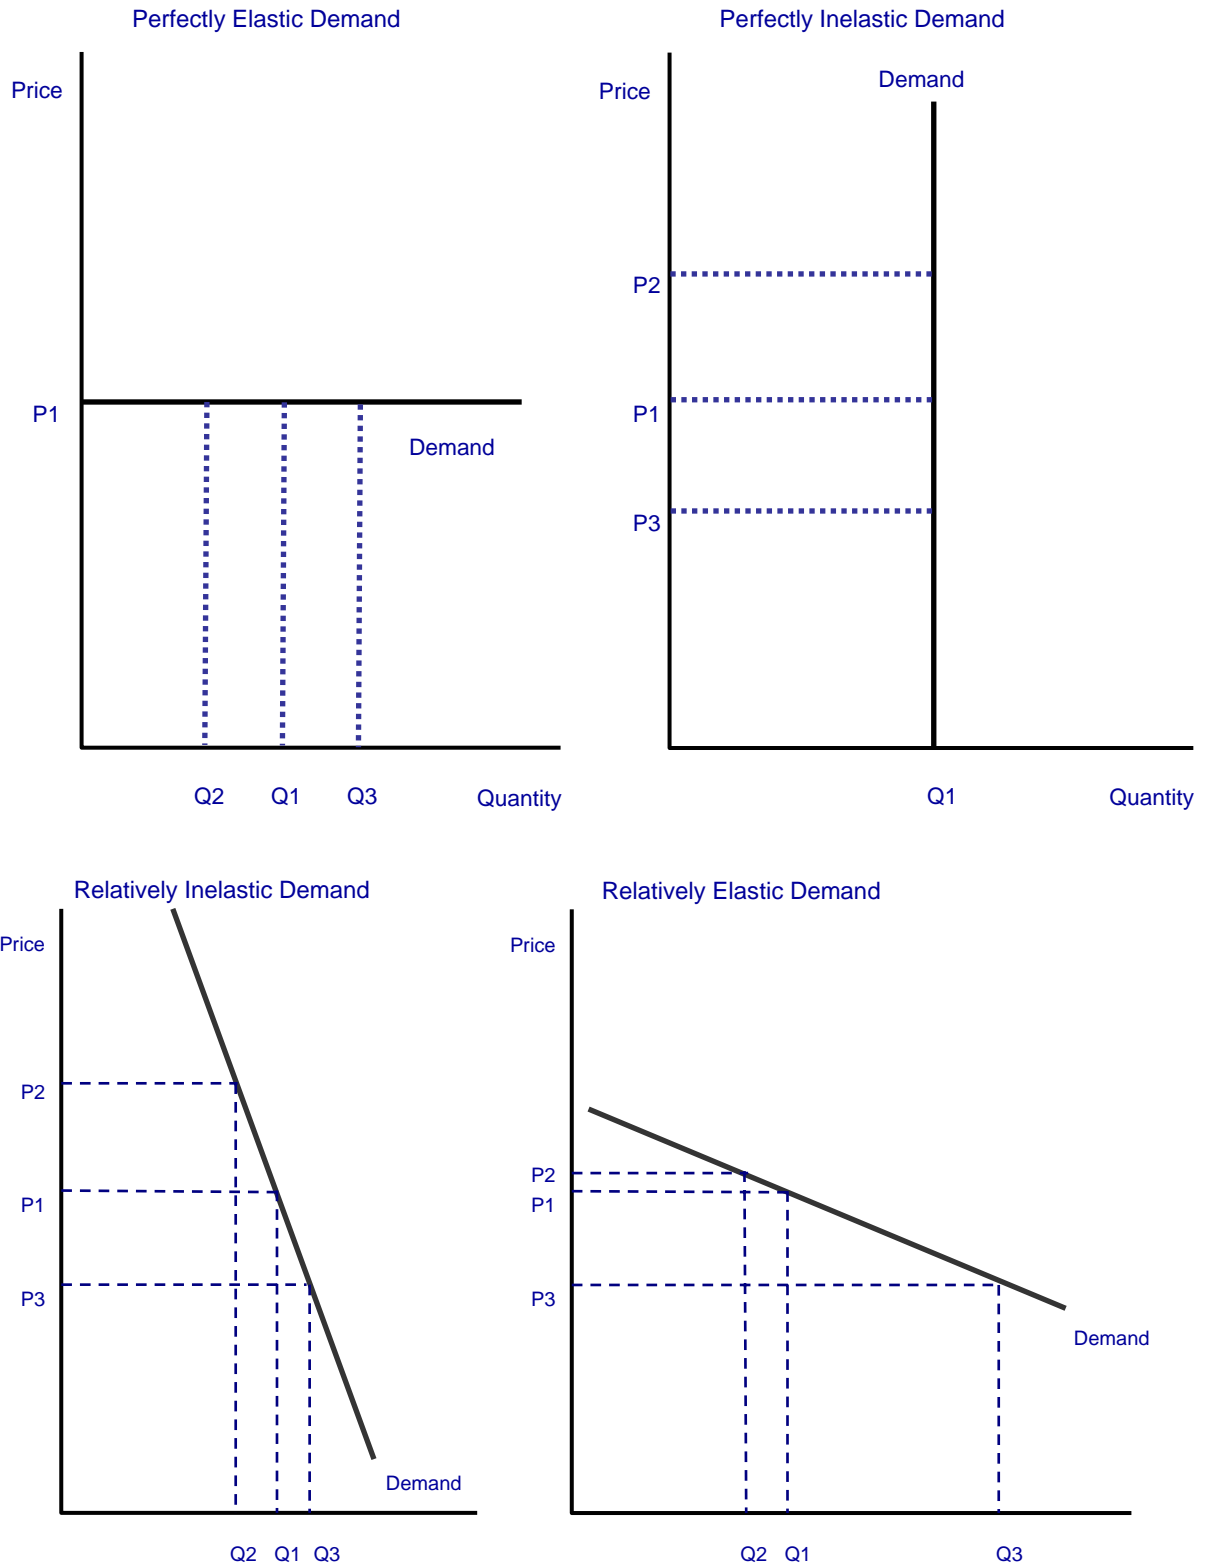 Perfectly Elastic Demand
Price
P1
Demand
Q2 Q1 Q3 Quantity
Perfectly Inelastic Demand
Price
Demand
P2
P1
P3
Q1 Quantity
Relatively Inelastic Demand
Price
P2
P1
P3
Demand
Q2 Q1 Q3
Relatively Elastic Demand
Price
P2
P1
P3
Demand
Q2 Q1 Q3